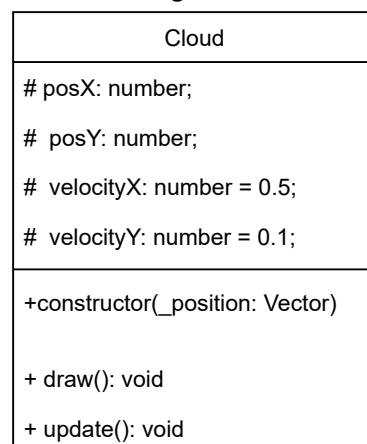 Cloud
# posX: number;
# posY: number;
# velocityX: number = 0.5;
# velocityY: number = 0.1;
+constructor(_position: Vector)
+ draw(): void
+ update(): void